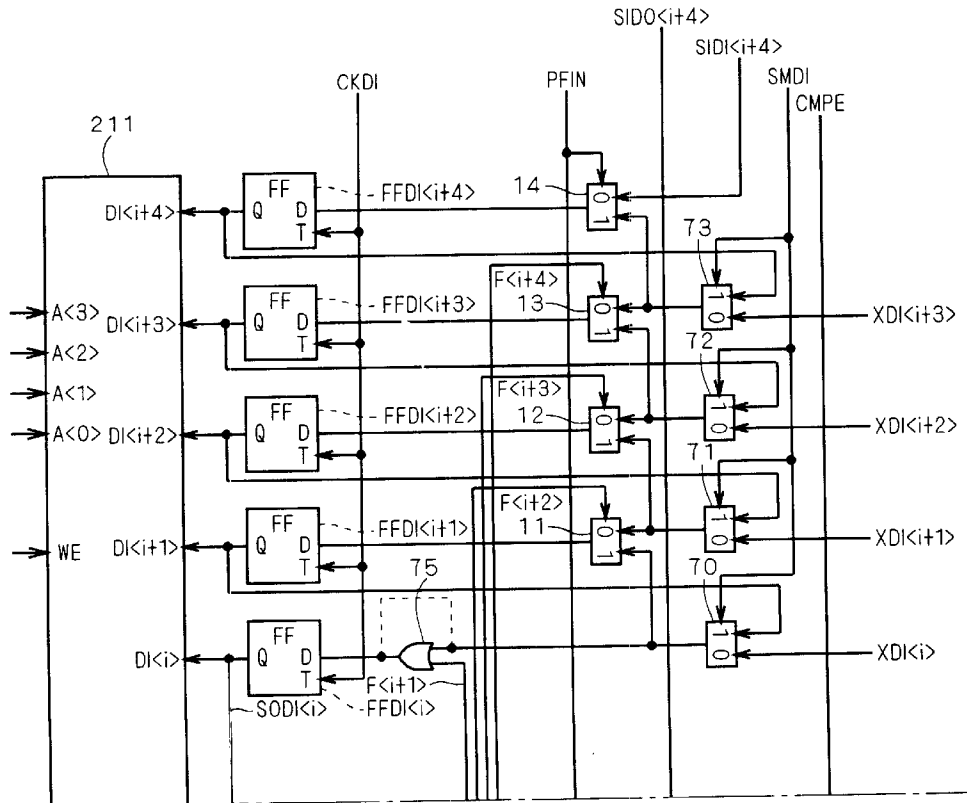 SIDO<i+4>
SIDI<i+4>
CKDI
PFIN
SMDI
CMPE
211
FF
Q D
T
FFDI<i+4>
DI<i+4>
14
0
1
73
F<i+4>
A<3>
DI<i+3>
FF
Q D
T
FFDI<i+3>
13
0
1
1
0
XDI<i+3>
A<2>
72
F<i+3>
A<1>
A<0>
DI<i+2>
FF
Q D
T
FFDI<i+2>
12
0
1
1
0
XDI<i+2>
71
F<i+2>
WE
DI<i+1>
FF
Q D
T
FFDI<i+1>
11
0
1
1
0
XDI<i+1>
75
70
DI<i>
FF
Q D
T
1
0
XDI<i>
F<i+1>
SODI<i>
FFDI<i>